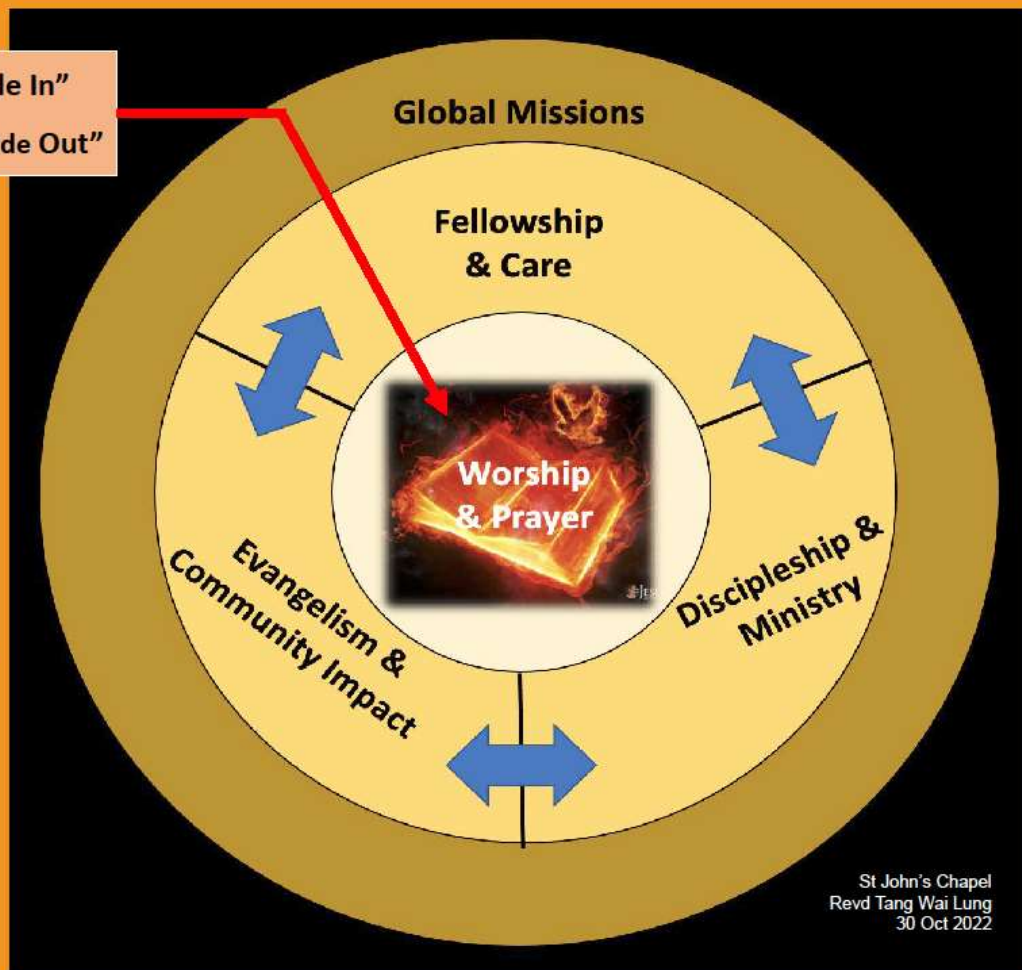 de In”
de Out”
Global Missions
Fellowship
& Care
Worship
& Prayer
Evangelism &
Community Impact
Discipleship &
Ministry
St John’s Chapel
Revd Tang Wai Lung
30 Oct 2022